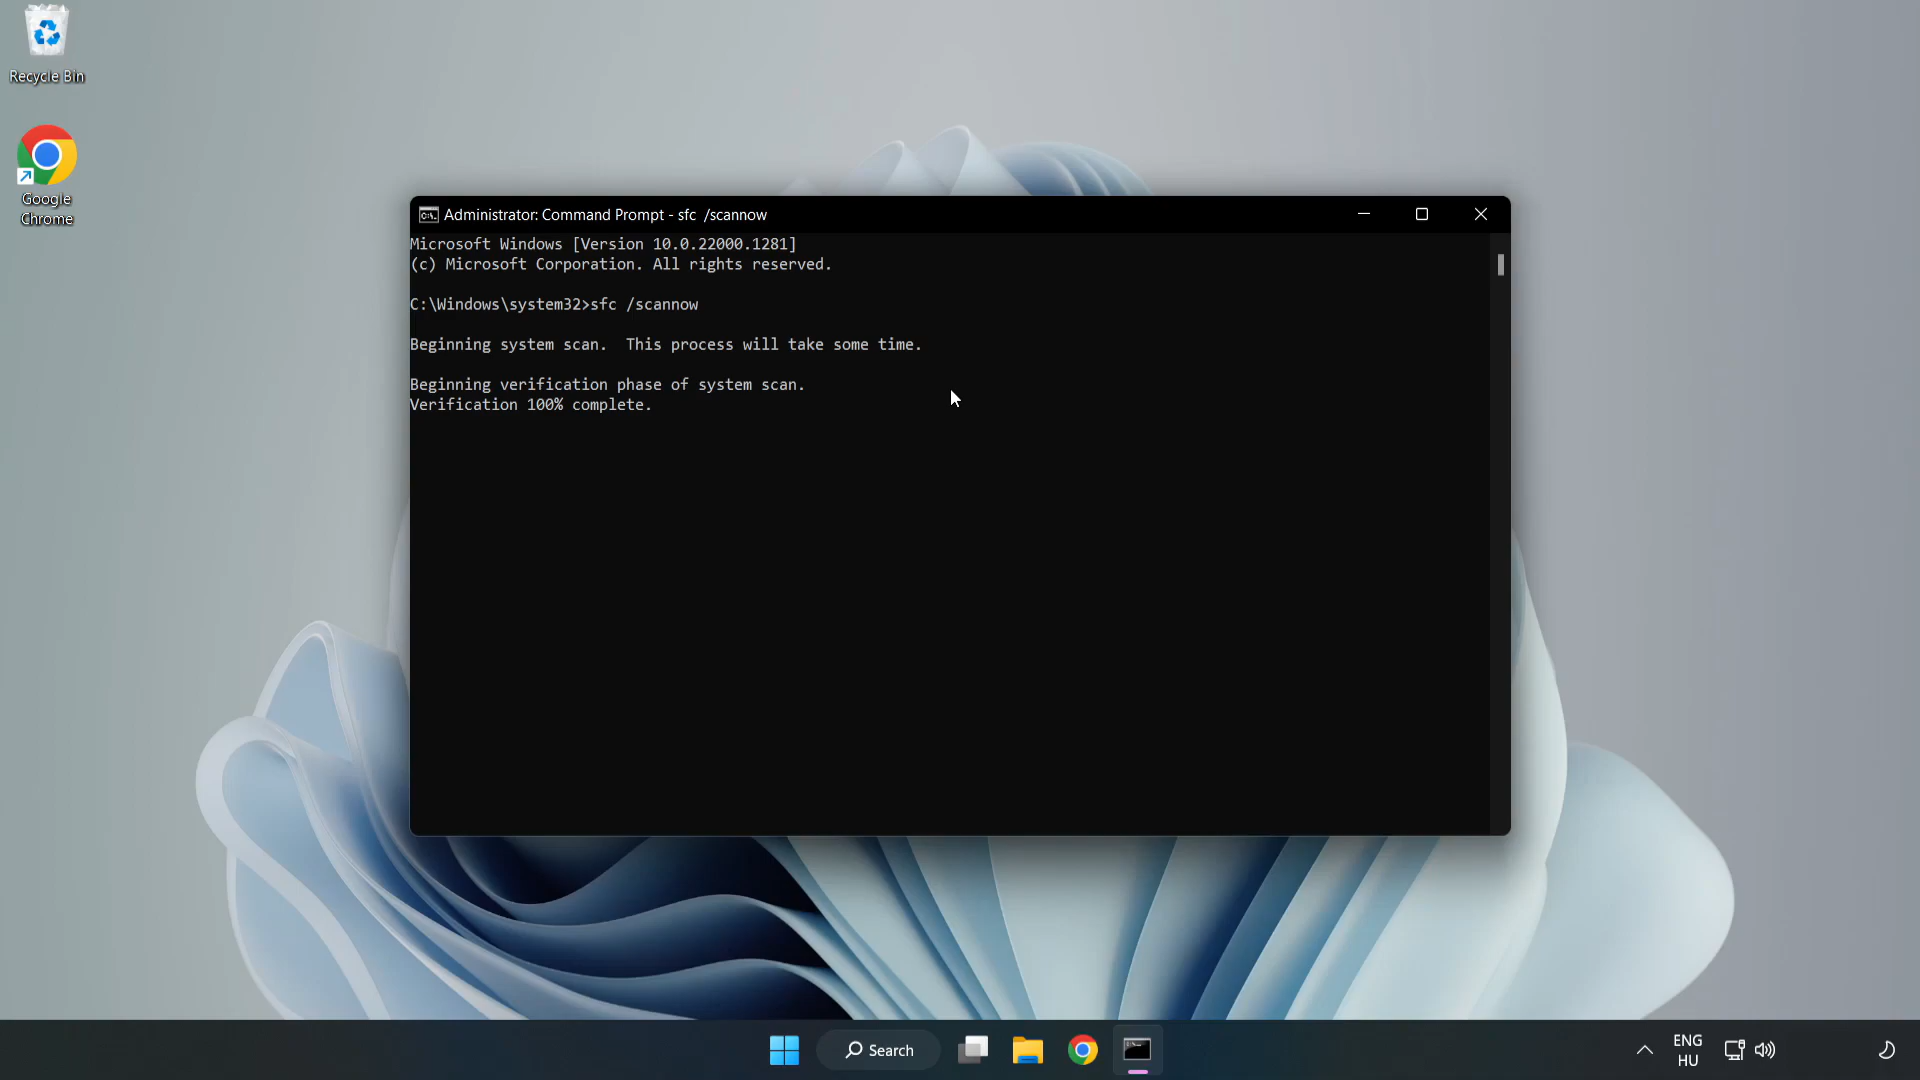 Recycle Bin
Google
Chrome
Administrator: Command Prompt - sfc  /scannow
Microsoft Windows [Version 10.0.22000.1281]
(c) Microsoft Corporation. All rights reserved.
C:\Windows\system32>sfc /scannow
Beginning system scan.  This process will take some time.
Beginning verification phase of system scan.
Verification 100% complete.
Search
ENG
HU